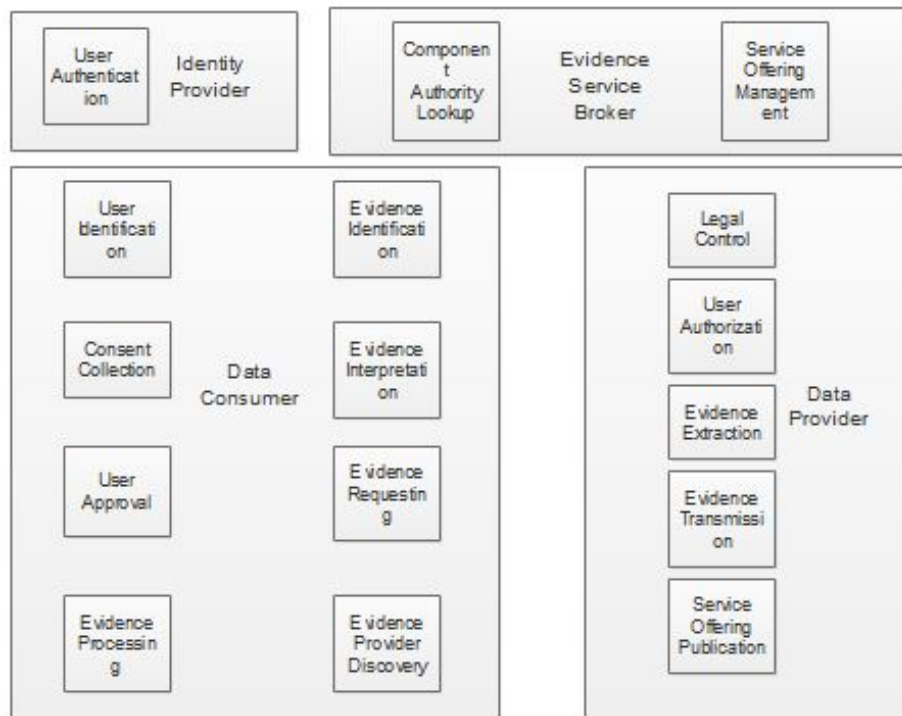 User
Authenticati
on
Identity
Provider
Componen
t
Authority
Lookup
Evidence
Service
Broker
Service
Offering
Managem
ent
User
Identificati
on
Evidence
Identificati
on
Consent
Collection
Data
Consumer
Evidence
Interpretati
on
User
Approval
Evidence
Requestin
g
Evidence
Processin
g
Evidence
Provider
Discovery
Legal
Control
User
Authorizati
on
Evidence
Extraction
Data
Provider
Evidence
Transmissi
on
Service
Offering
Publication